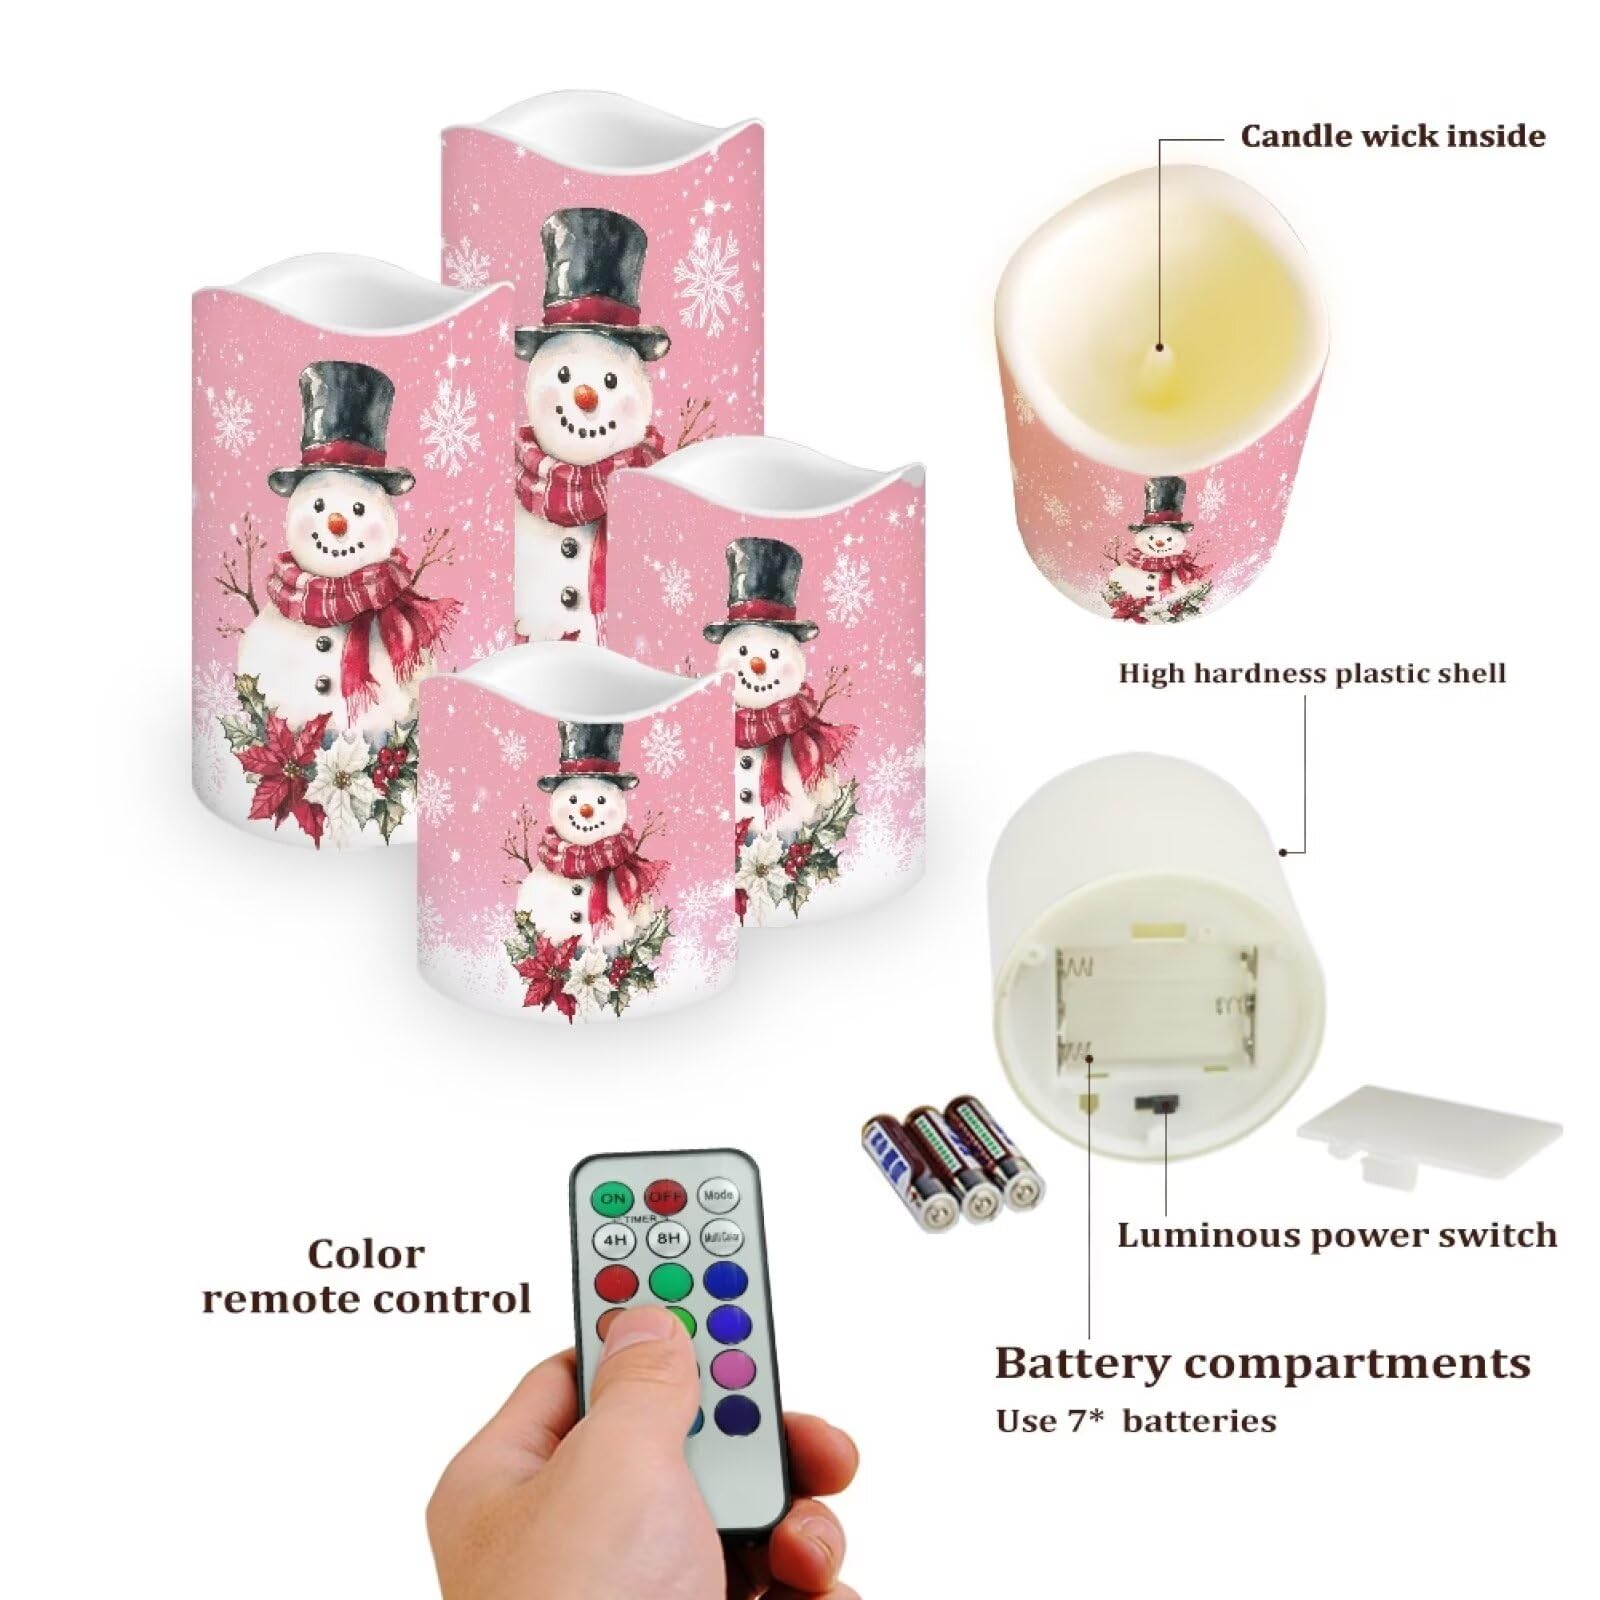 Candle wick inside
High hardness plastic shell
Luminous power switch
Battery compartments
Use 7* batteries
Color
remote control
ON OFF Mode
TIMER
4H 8H Multi Color